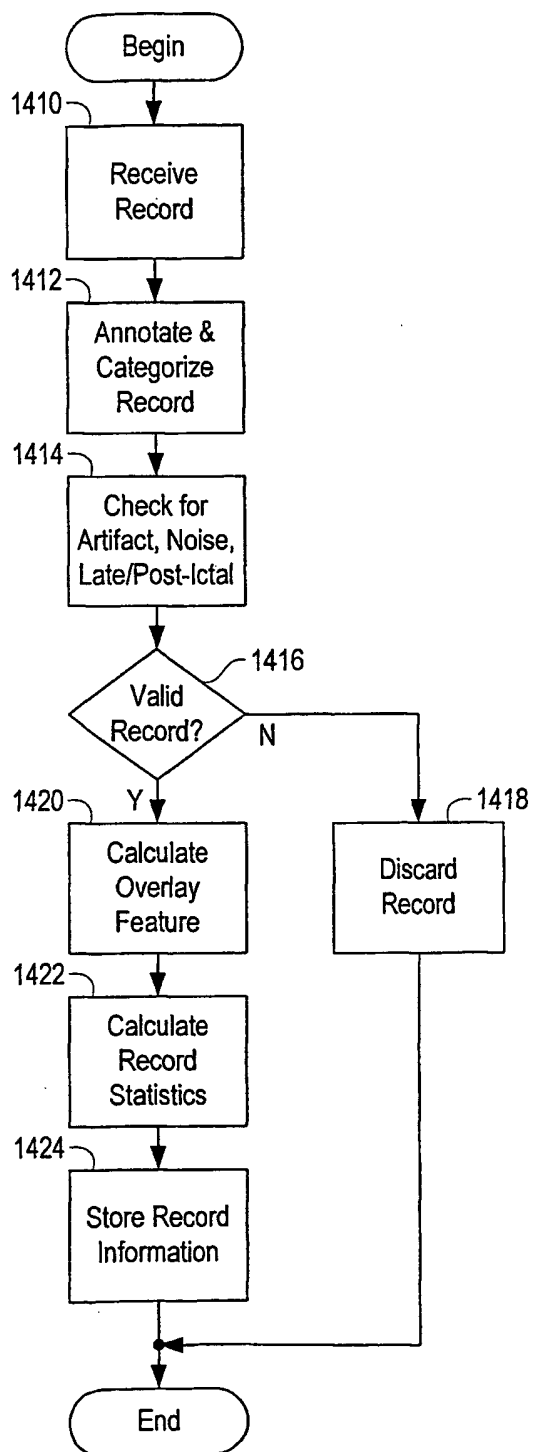 Begin
1410
Receive
Record
1412
Annotate &
Categorize
Record
1414
Check for
Artifact, Noise,
Late/Post-Ictal
1416
Valid
Record?
N
Y
1420
Calculate
Overlay
Feature
1418
Discard
Record
1422
Calculate
Record
Statistics
1424
Store Record
Information
End